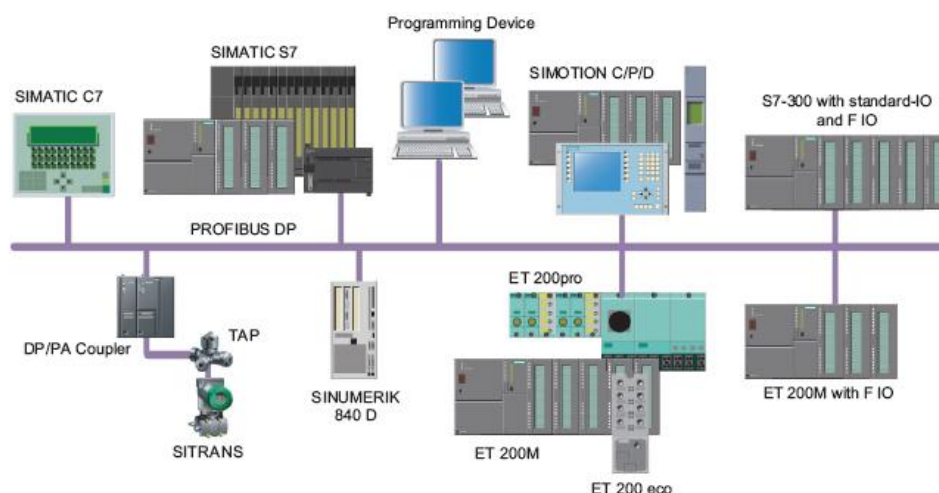 Programming Device
SIMATIC S7
SIMATIC C7
SIMOTION C/P/D
S7-300 with standard-IO
and F IO
PROFIBUS DP
ET 200pro
DP/PA Coupler
TAP
SINUMERIK
840 D
ET 200M with F IO
SITRANS
ET 200M
ET 200 eco